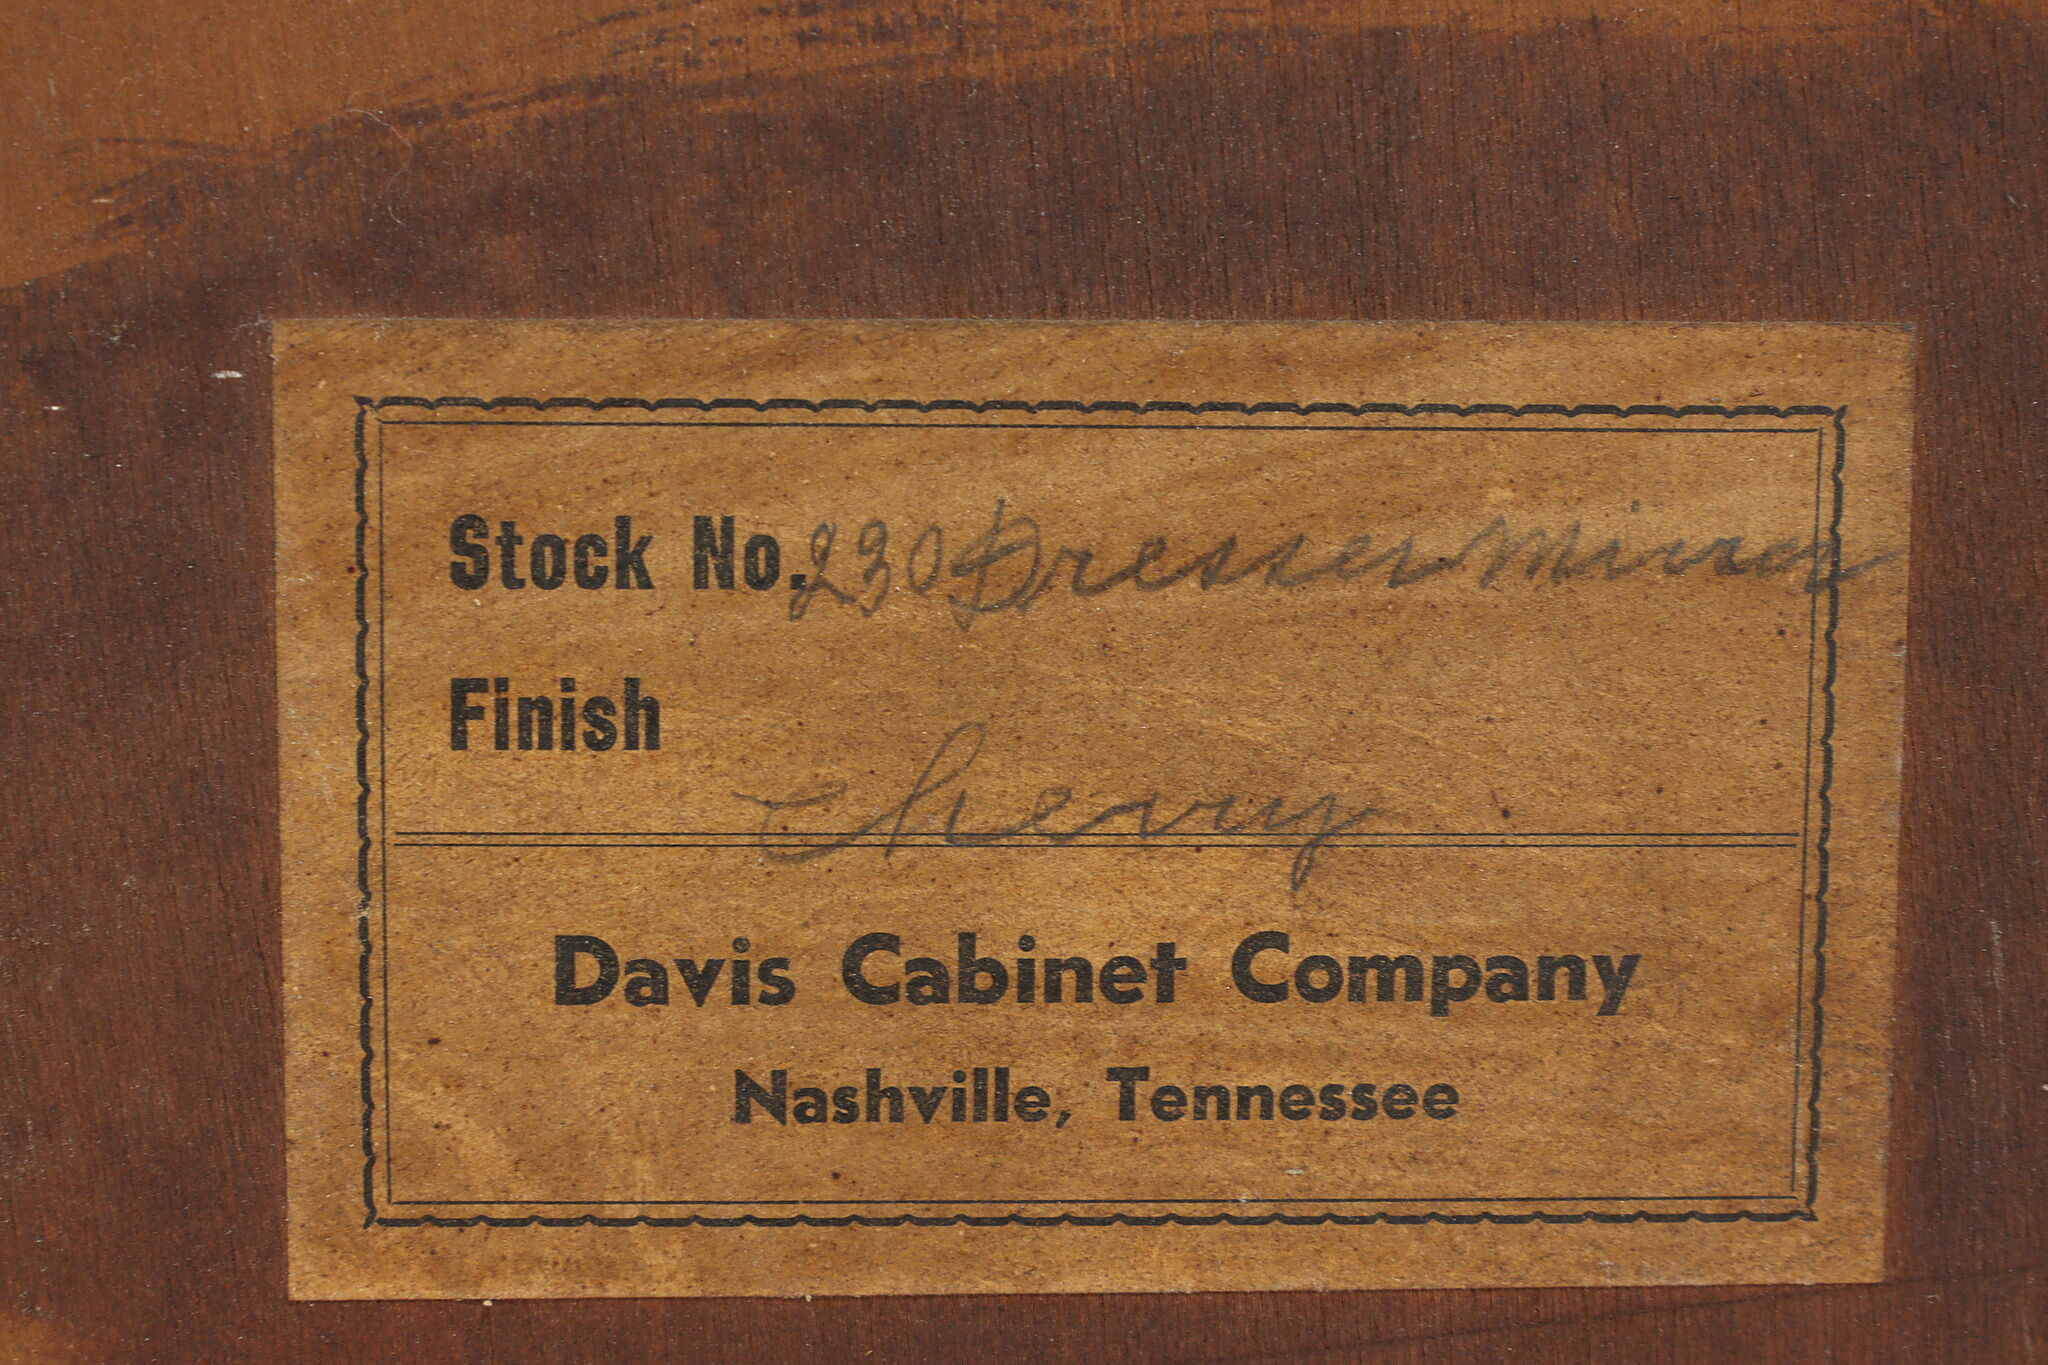 Stock No. 230 Dresser Mirror
Finish
Cherry
Davis Cabinet Company
Nashville, Tennessee